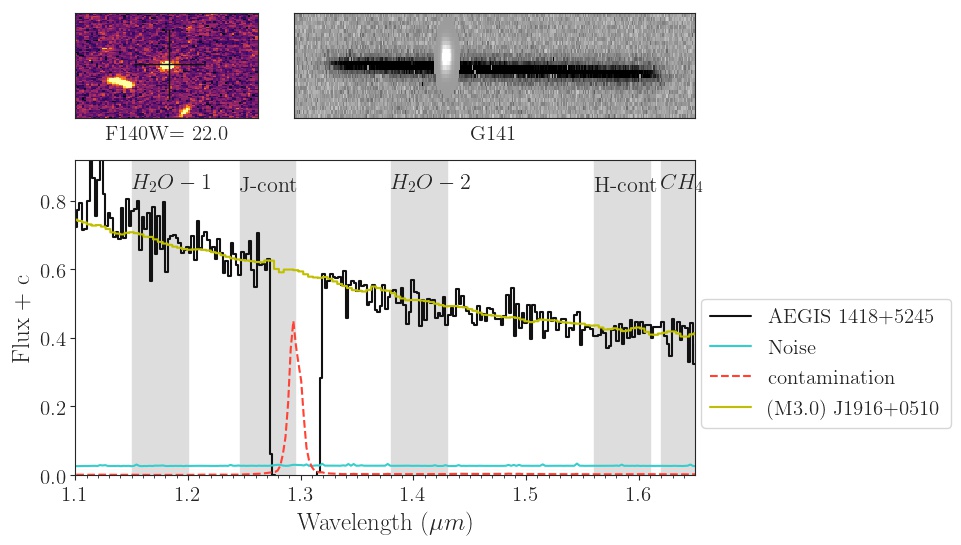 F140W= 22.0
G141
H₂O − 1
J-cont
H₂O − 2
H-cont
CH₄
Flux + c
0.8
0.6
0.4
0.2
0.0
1.1
1.2
1.3
1.4
1.5
1.6
Wavelength (μm)
AEGIS 1418+5245
Noise
contamination
(M3.0) J1916+0510